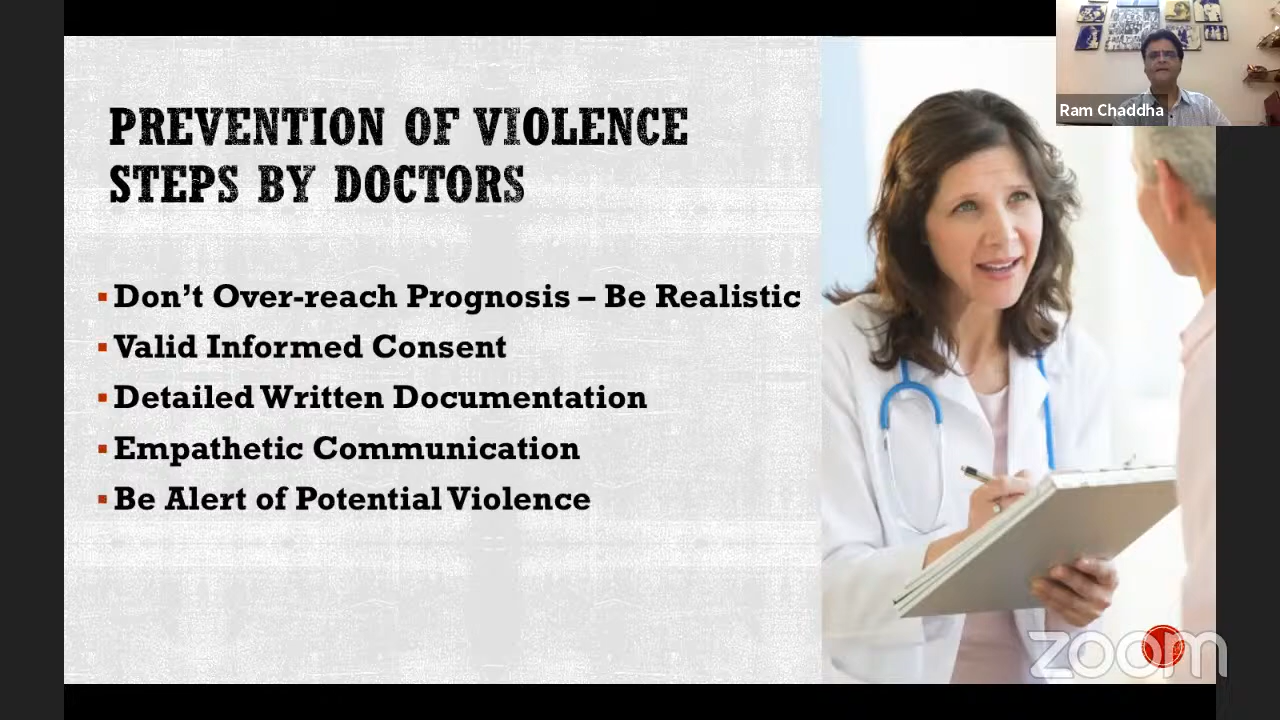 Ram Chaddha
PREVENTION OF VIOLENCE
STEPS BY DOCTORS
▪ Don’t Over-reach Prognosis – Be Realistic
▪ Valid Informed Consent
▪ Detailed Written Documentation
▪ Empathetic Communication
▪ Be Alert of Potential Violence
zoom